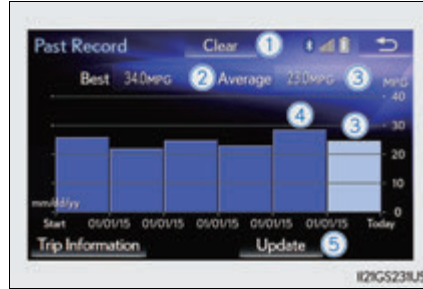 Past Record Clear 1
Best 34.0MPG 2 Average 23.0MPG 3 MPG
40
4 30
3
20
10
mm/dd/yy 0
Start 01/01/15 01/01/15 01/01/15 01/01/15 01/01/15 Today
Trip Information Update 5
II21GS231US